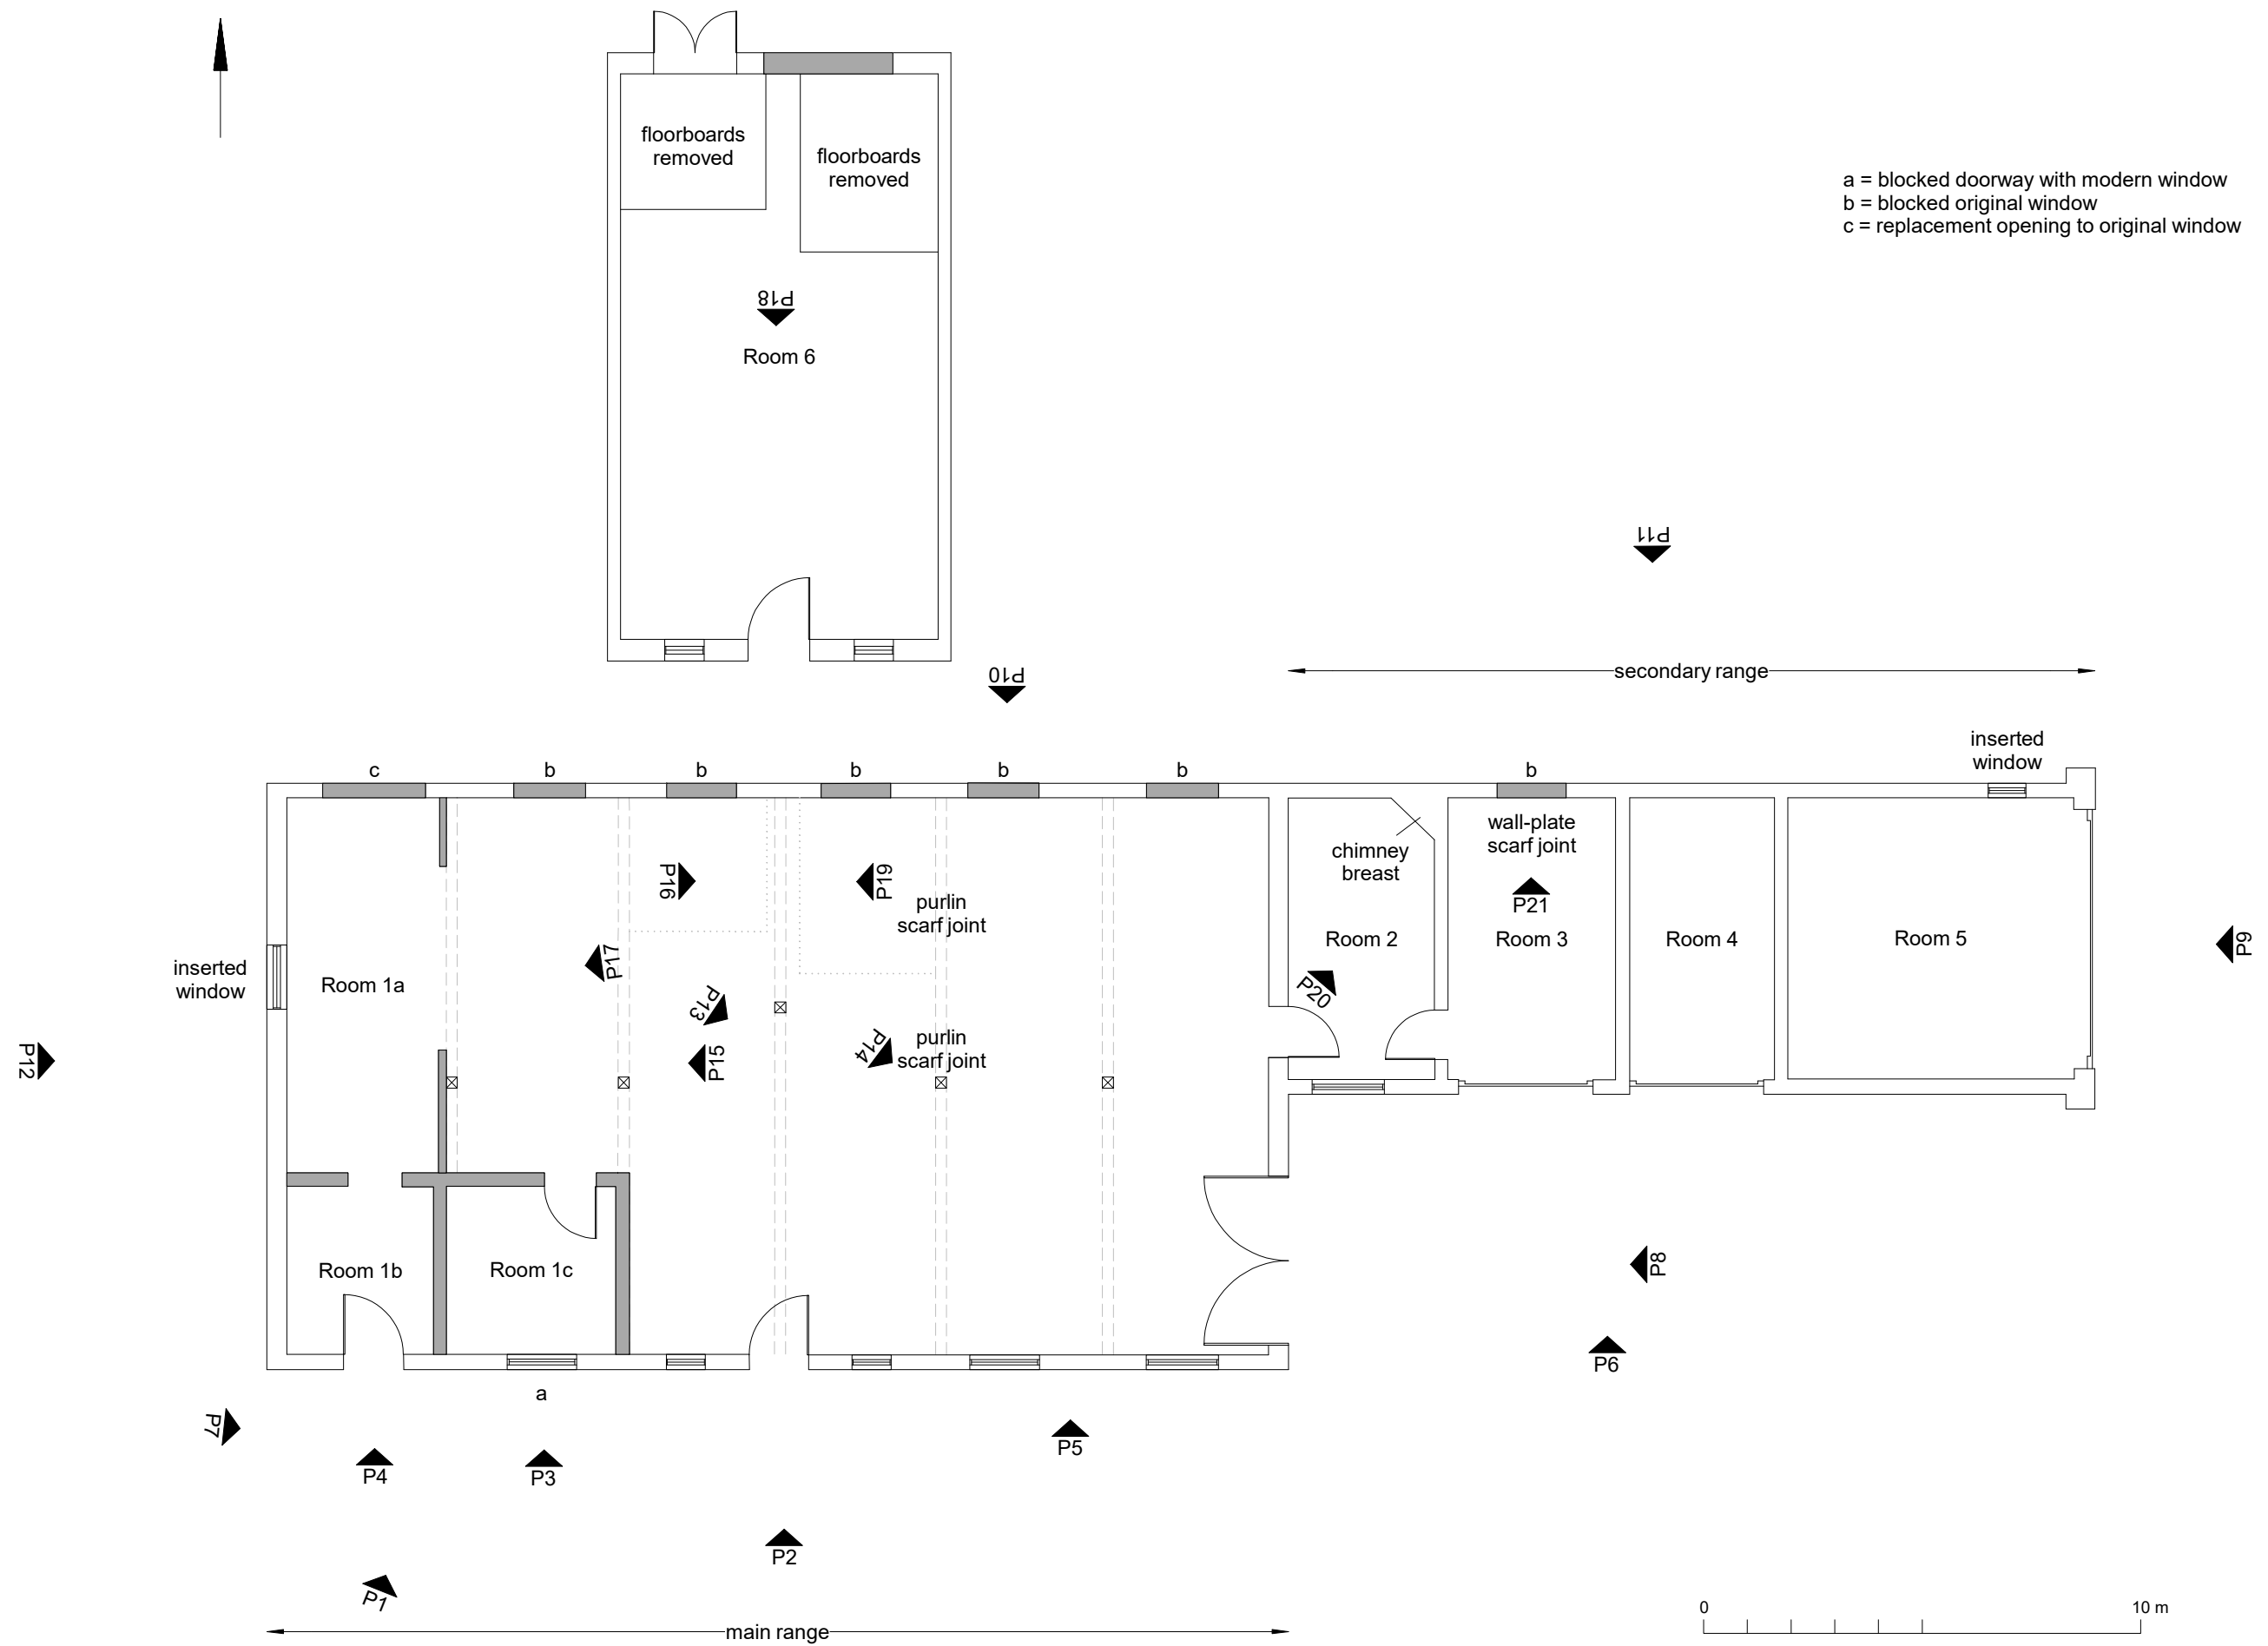 floorboards
removed
floorboards
removed
a = blocked doorway with modern window
b = blocked original window
c = replacement opening to original window
P18
Room 6
P11
P10
secondary range
inserted
window
c
b
b
b
b
b
b
wall-plate
scarf joint
chimney
breast
P16
P19
purlin
scarf joint
P21
Room 2
Room 3
Room 4
Room 5
P9
inserted
window
Room 1a
P17
P13
P20
P12
P15
P14
purlin
scarf joint
Room 1b
Room 1c
P8
P6
a
P7
P4
P3
P5
P2
P1
0
10 m
main range